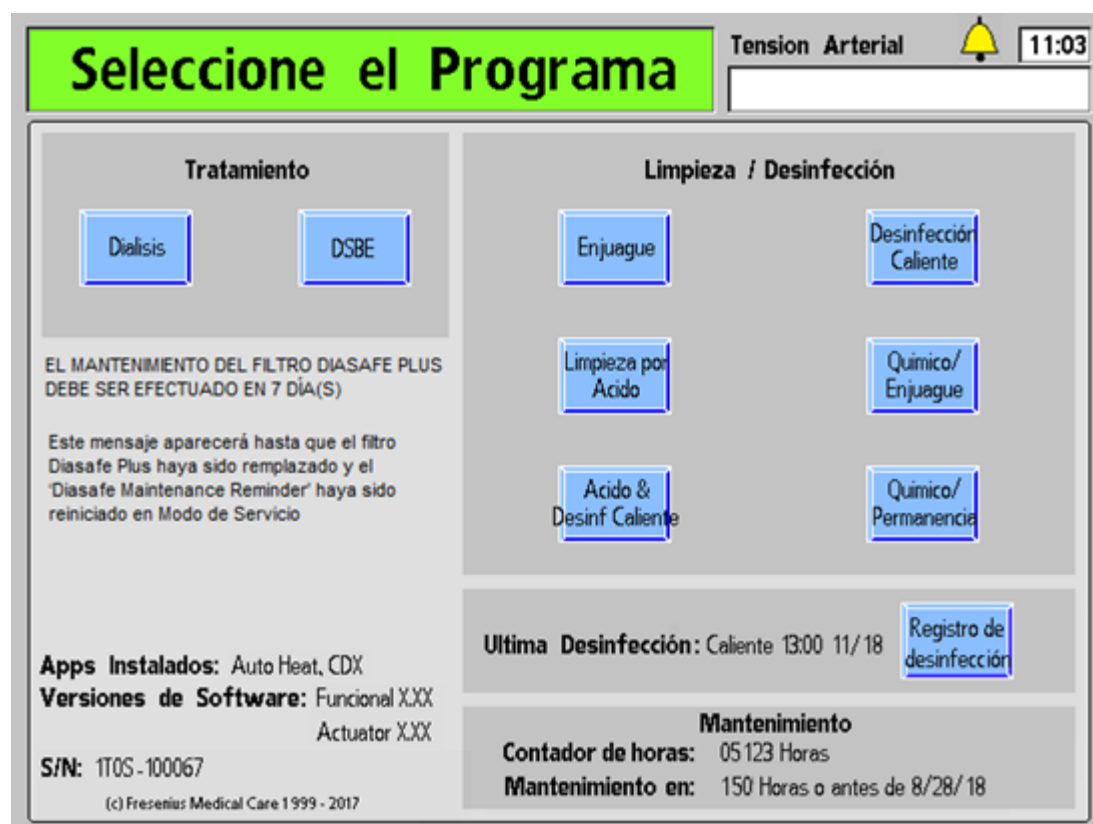 Seleccione el Programa
Tension Arterial
11:03
Tratamiento
Dialisis
DSBE
EL MANTENIMIENTO DEL FILTRO DIASAFE PLUS
DEBE SER EFECTUADO EN 7 DÍA(S)
Este mensaje aparecerá hasta que el filtro
Diasafe Plus haya sido remplazado y el
'Diasafe Maintenance Reminder' haya sido
reiniciado en Modo de Servicio
Apps Instalados: Auto Heat, CDX
Versiones de Software: Funcional X.XX
Actuator X.XX
S/N: 1T0S-100067
(c) Fresenius Medical Care 1999 - 2017
Limpieza / Desinfección
Enjuague
Desinfección
Caliente
Limpieza por
Acido
Quimico/
Enjuague
Acido &
Desinf Caliente
Quimico/
Permanencia
Ultima Desinfección: Caliente 13:00 11/18
Registro de
desinfección
Mantenimiento
Contador de horas: 05123 Horas
Mantenimiento en: 150 Horas o antes de 8/28/18